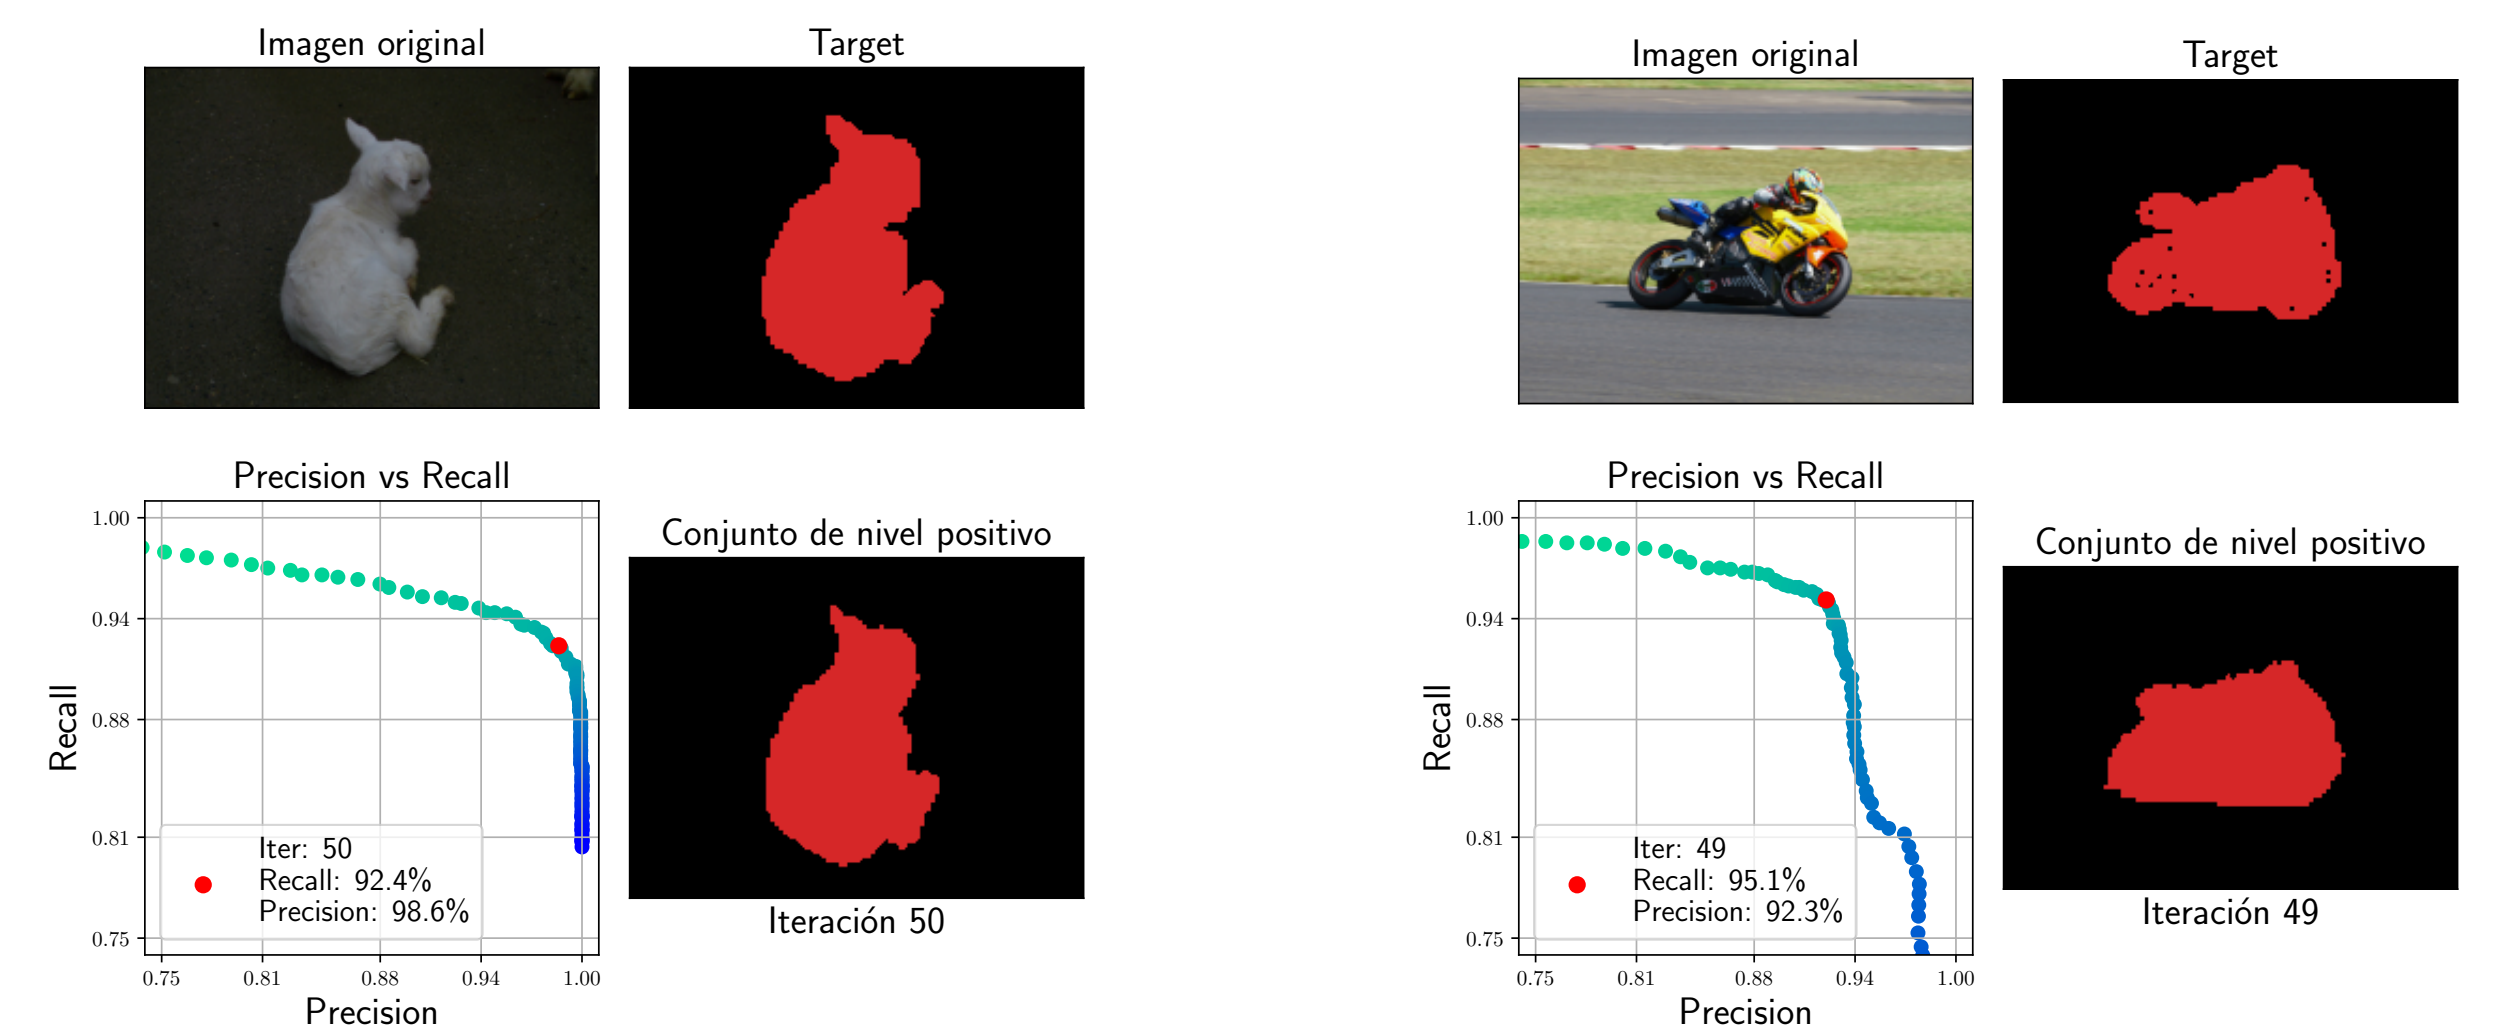 Imagen original
Target
Precision vs Recall
1.00
0.94
0.88
0.81
0.75
Recall
Iter: 50
Recall: 92.4%
Precision: 98.6%
0.75 0.81 0.88 0.94 1.00
Precision
Conjunto de nivel positivo
Iteración 50
Imagen original
Target
Precision vs Recall
1.00
0.94
0.88
0.81
0.75
Recall
Iter: 49
Recall: 95.1%
Precision: 92.3%
0.75 0.81 0.88 0.94 1.00
Precision
Conjunto de nivel positivo
Iteración 49